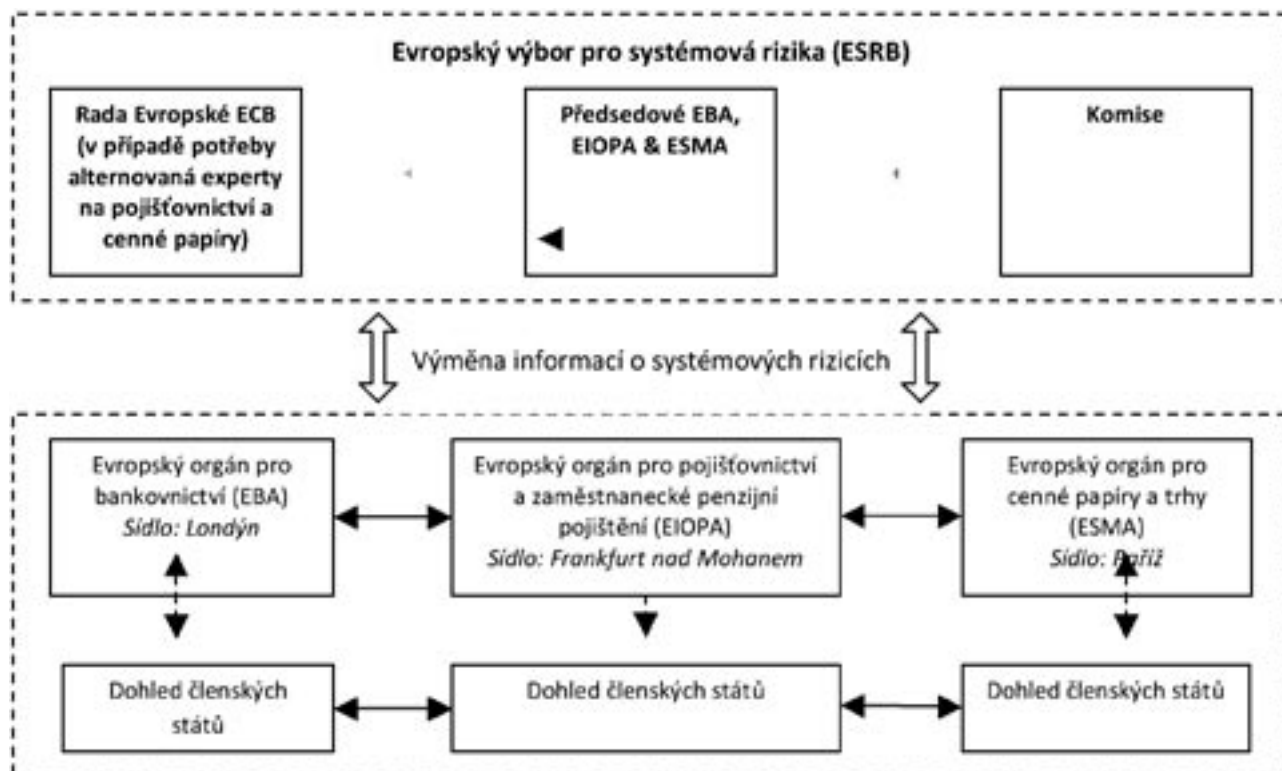 Evropský výbor pro systémová rizika (ESRB)
Rada Evropské ECB
(v případě potřeby
alternovaná experty
na pojišťovnictví a
cenné papíry)
Předsedové EBA,
EIOPA & ESMA
Komise
Výměna informací o systémových rizicích
Evropský orgán pro
bankovnictví (EBA)
Sídlo: Londýn
Evropský orgán pro pojišťovnictví
a zaměstnanecké penzijní
pojištění (EIOPA)
Sídlo: Frankfurt nad Mohanem
Evropský orgán pro
cenné papíry a trhy
(ESMA)
Sídlo: Paříž
Dohled členských
států
Dohled členských států
Dohled členských států